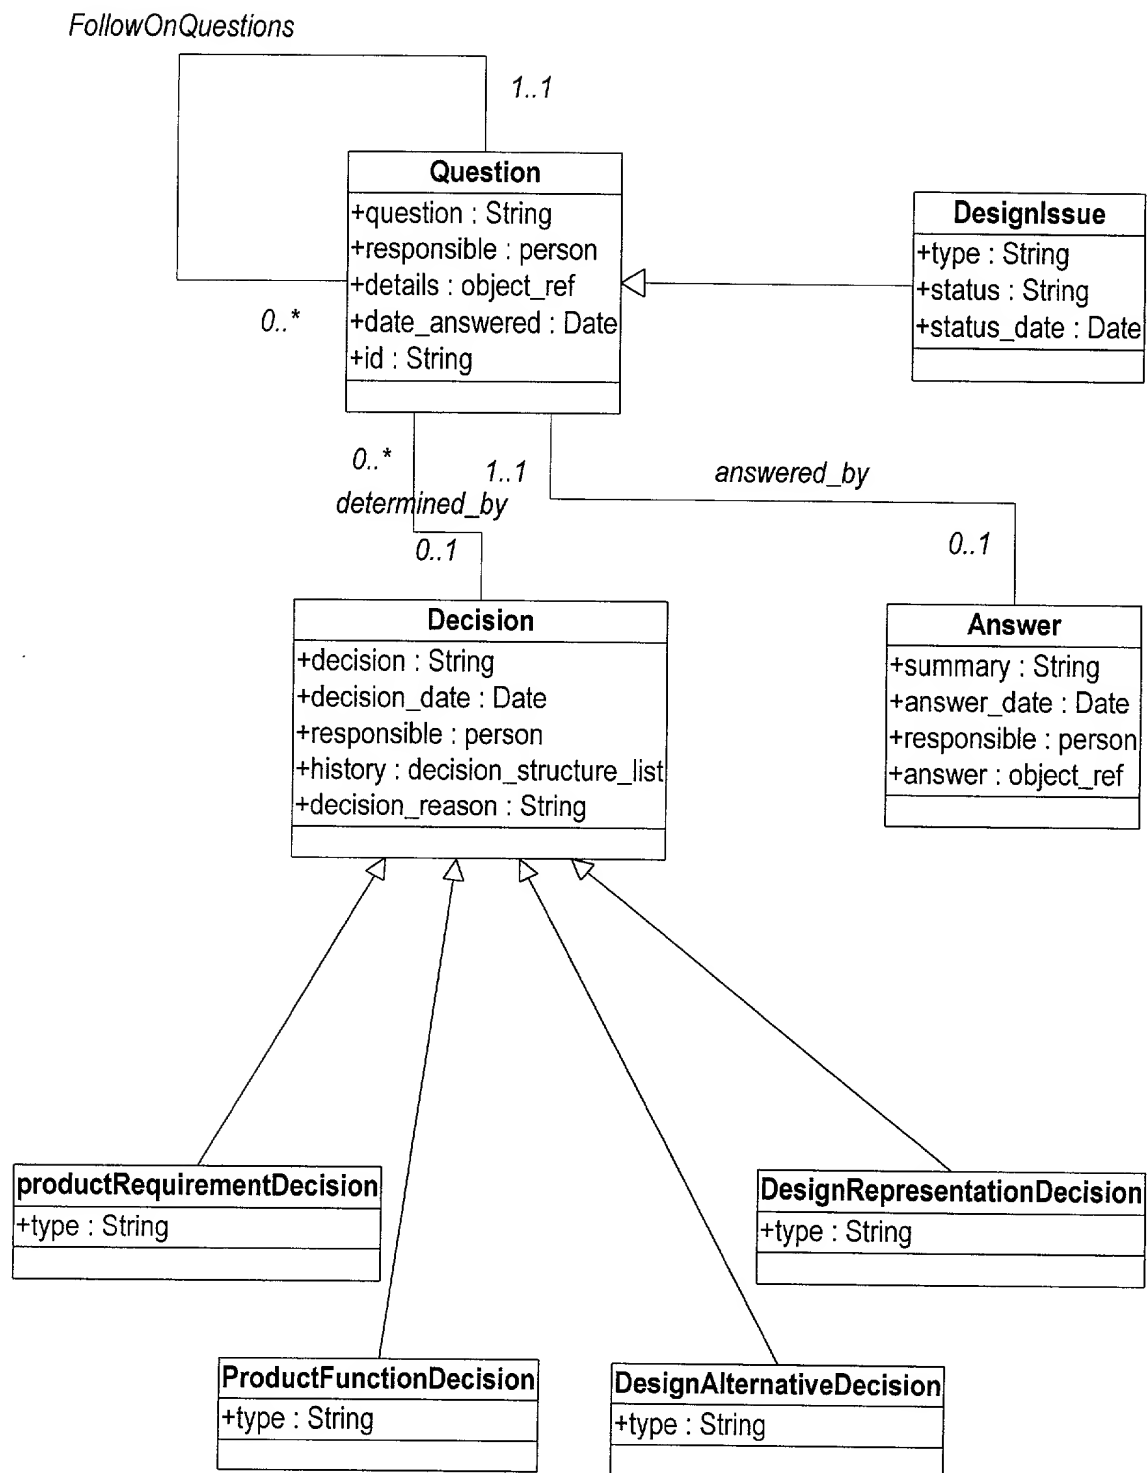 FollowOnQuestions
1..1
Question
+question : String
+responsible : person
+details : object_ref
+date_answered : Date
+id : String
0..*
DesignIssue
+type : String
+status : String
+status_date : Date
0..*
1..1
answered_by
determined_by
0..1
0..1
Decision
+decision : String
+decision_date : Date
+responsible : person
+history : decision_structure_list
+decision_reason : String
Answer
+summary : String
+answer_date : Date
+responsible : person
+answer : object_ref
productRequirementDecision
+type : String
DesignRepresentationDecision
+type : String
ProductFunctionDecision
+type : String
DesignAlternativeDecision
+type : String